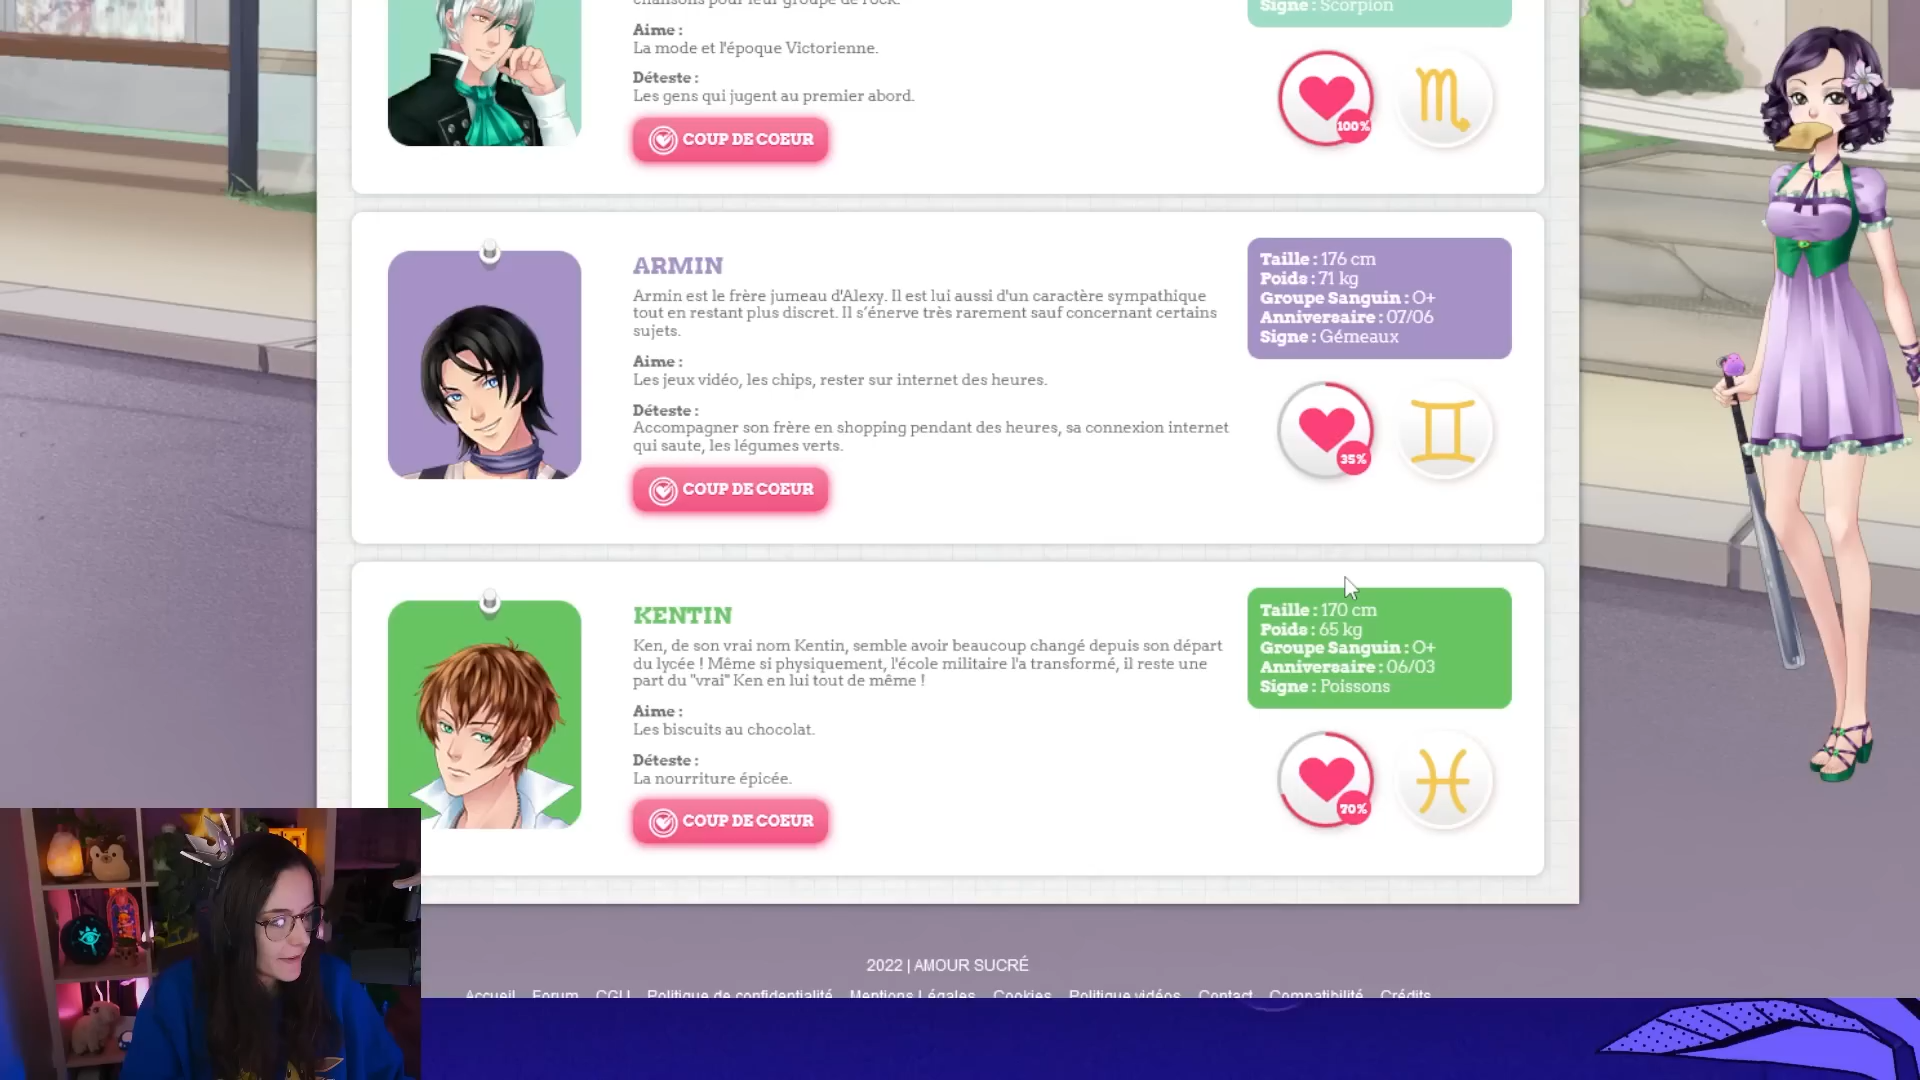 chansons pour leur groupe de rock.
Aime :
La mode et l'époque Victorienne.
Déteste :
Les gens qui jugent au premier abord.
COUP DE COEUR
Signe : Scorpion
100%
ARMIN
Armin est le frère jumeau d'Alexy. Il est lui aussi d'un caractère sympathique
tout en restant plus discret. Il s'énerve très rarement sauf concernant certains
sujets.
Aime :
Les jeux vidéo, les chips, rester sur internet des heures.
Déteste :
Accompagner son frère en shopping pendant des heures, sa connexion internet
qui saute, les légumes verts.
COUP DE COEUR
Taille : 176 cm
Poids : 71 kg
Groupe Sanguin : O+
Anniversaire : 07/06
Signe : Gémeaux
35%
KENTIN
Ken, de son vrai nom Kentin, semble avoir beaucoup changé depuis son départ
du lycée ! Même si physiquement, l'école militaire l'a transformé, il reste une
part du "vrai" Ken en lui tout de même !
Aime :
Les biscuits au chocolat.
Déteste :
La nourriture épicée.
COUP DE COEUR
Taille : 170 cm
Poids : 65 kg
Groupe Sanguin : O+
Anniversaire : 06/03
Signe : Poissons
70%
2022 | AMOUR SUCRÉ
Accueil Forum CGU Politique de confidentialité Mentions Légales Cookies Politique vidéos Contact Compatibilité Crédits